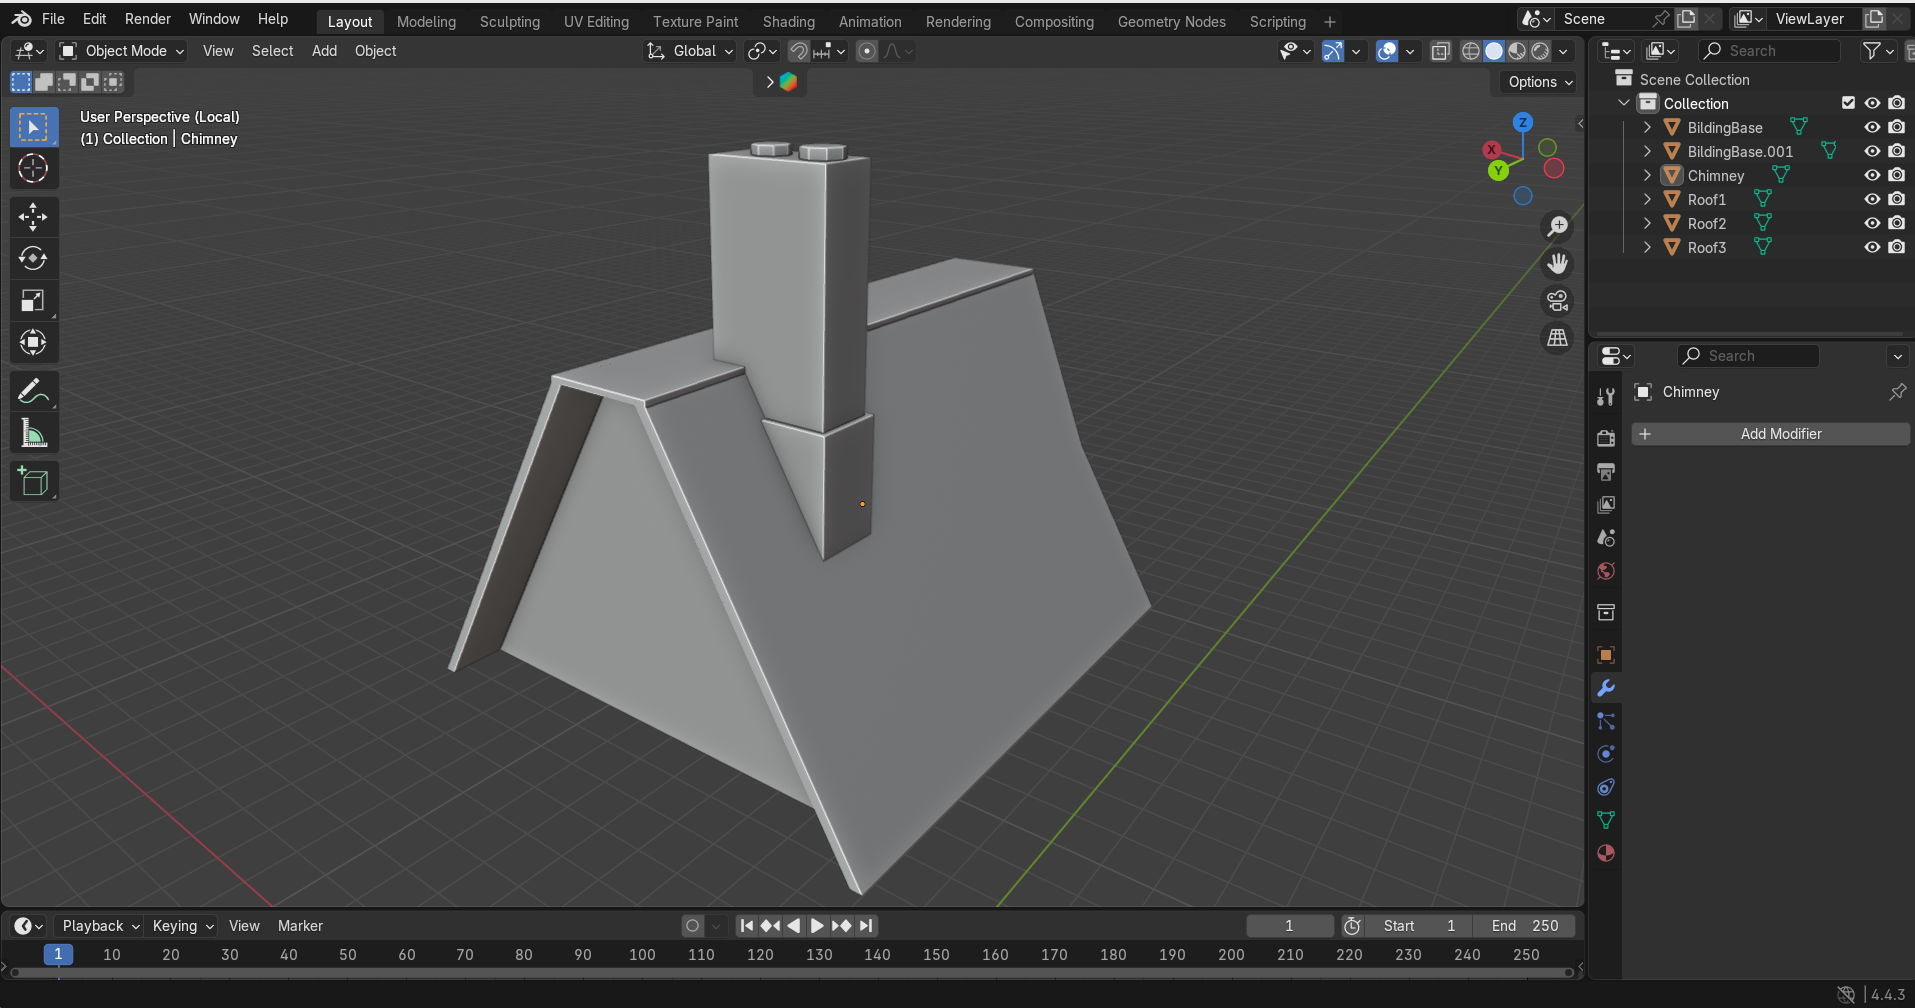 File Edit Render Window Help Layout Modeling Sculpting UV Editing Texture Paint Shading Animation Rendering Compositing Geometry Nodes Scripting Scene ViewLayer
Object Mode View Select Add Object Global Search
Options
Scene Collection
Collection
BildingBase
BildingBase.001
Chimney
Roof1
Roof2
Roof3
User Perspective (Local)
(1) Collection | Chimney
Z
X
Y
Search
Chimney
Add Modifier
Playback Keying View Marker 1 Start 1 End 250
1 10 20 30 40 50 60 70 80 90 100 110 120 130 140 150 160 170 180 190 200 210 220 230 240 250
4.4.3